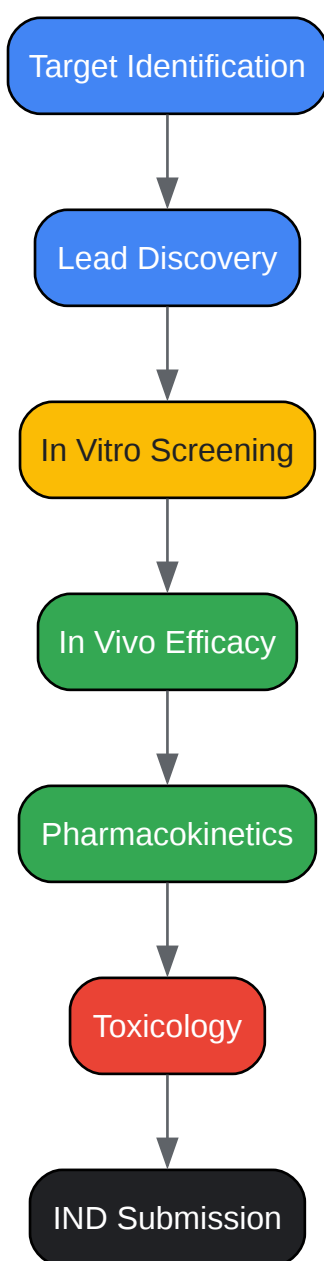 Target Identification
Lead Discovery
In Vitro Screening
In Vivo Efficacy
Pharmacokinetics
Toxicology
IND Submission